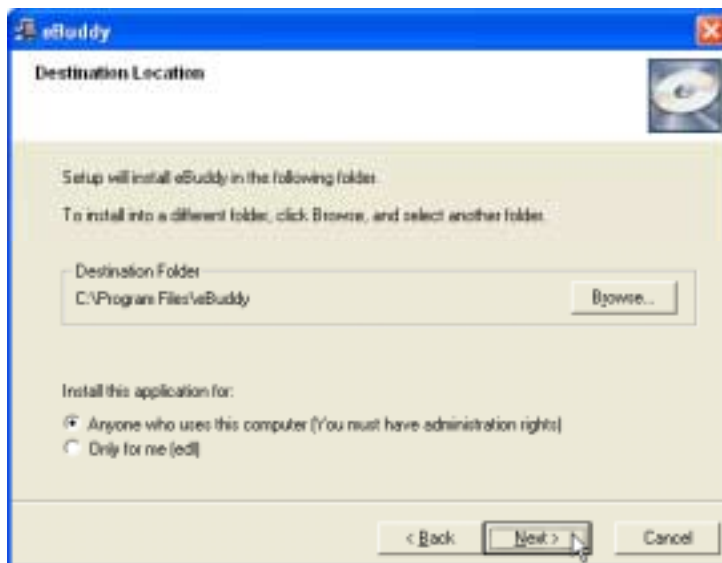 eBuddy
Destination Location
Setup will install eBuddy in the following folder.
To install into a different folder, click Browse, and select another folder.
Destination Folder
C:\Program Files\eBuddy
Browse...
Install this application for:
Anyone who uses this computer (You must have administration rights)
Only for me (edl)
< Back
Next >
Cancel